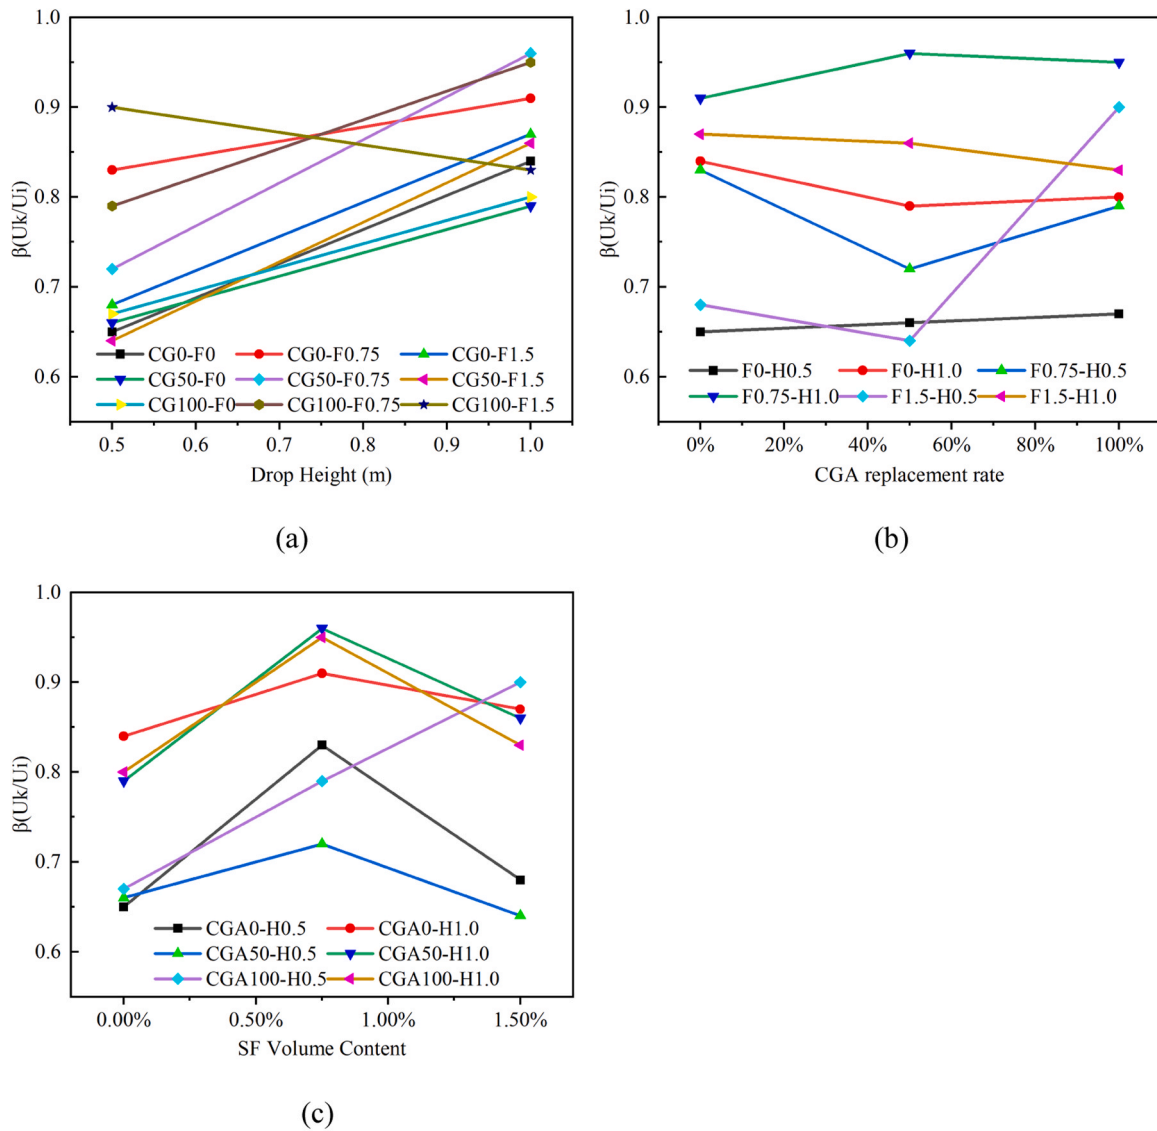 1.0
0.9
0.8
0.7
0.6
β(Uk/Ui)
CG0-F0 CG0-F0.75 CG0-F1.5
CG50-F0 CG50-F0.75 CG50-F1.5
CG100-F0 CG100-F0.75 CG100-F1.5
0.5 0.6 0.7 0.8 0.9 1.0
Drop Height (m)
(a)
1.0
0.9
0.8
0.7
0.6
β(Uk/Ui)
F0-H0.5 F0-H1.0 F0.75-H0.5
F0.75-H1.0 F1.5-H0.5 F1.5-H1.0
0% 20% 40% 60% 80% 100%
CGA replacement rate
(b)
1.0
0.9
0.8
0.7
0.6
β(Uk/Ui)
CGA0-H0.5 CGA0-H1.0
CGA50-H0.5 CGA50-H1.0
CGA100-H0.5 CGA100-H1.0
0.00% 0.50% 1.00% 1.50%
SF Volume Content
(c)